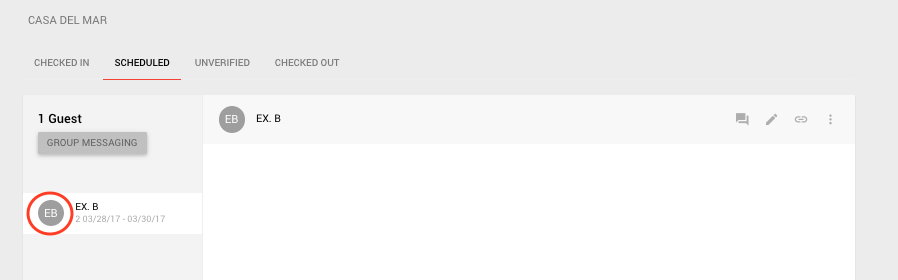 CASA DEL MAR
CHECKED IN SCHEDULED UNVERIFIED CHECKED OUT
1 Guest
GROUP MESSAGING
EB EX. B
EB EX. B
2 03/28/17 - 03/30/17